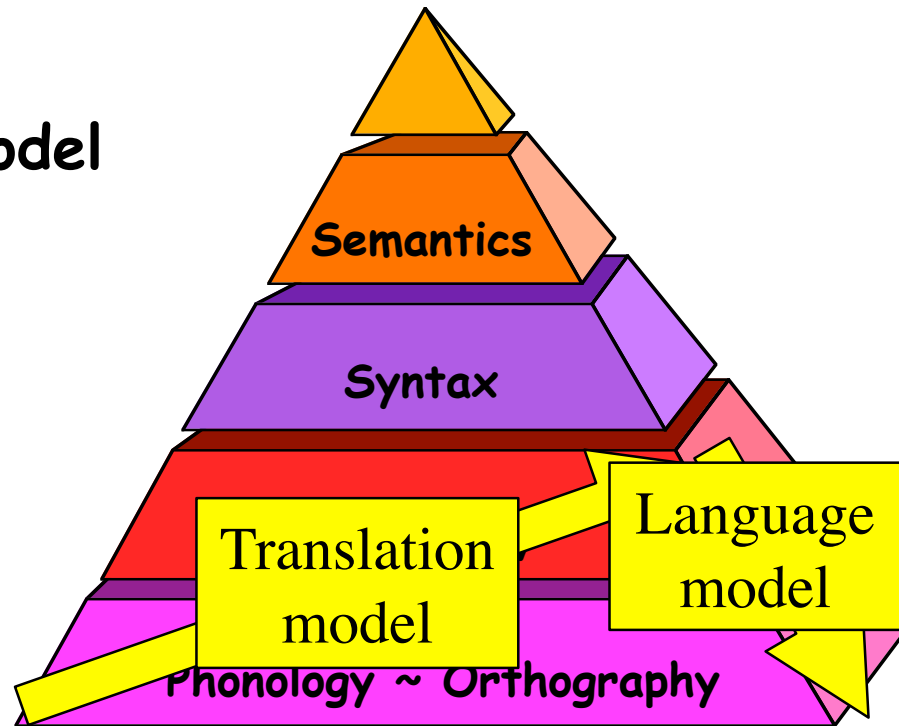 odel
Semantics
Syntax
Translation
model
Language
model
Phonology ~ Orthography